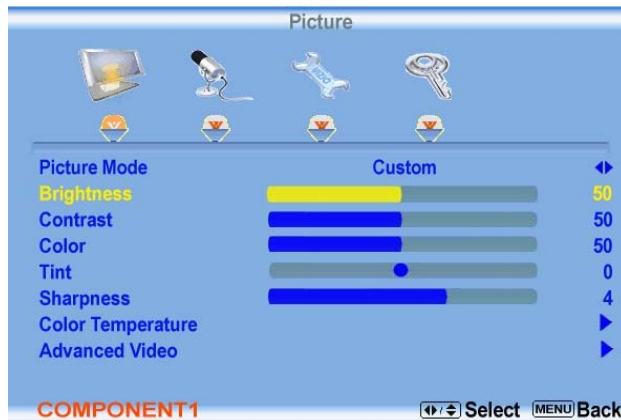 Picture
Picture Mode Custom
Brightness 50
Contrast 50
Color 50
Tint 0
Sharpness 4
Color Temperature
Advanced Video
COMPONENT1 Select MENU Back